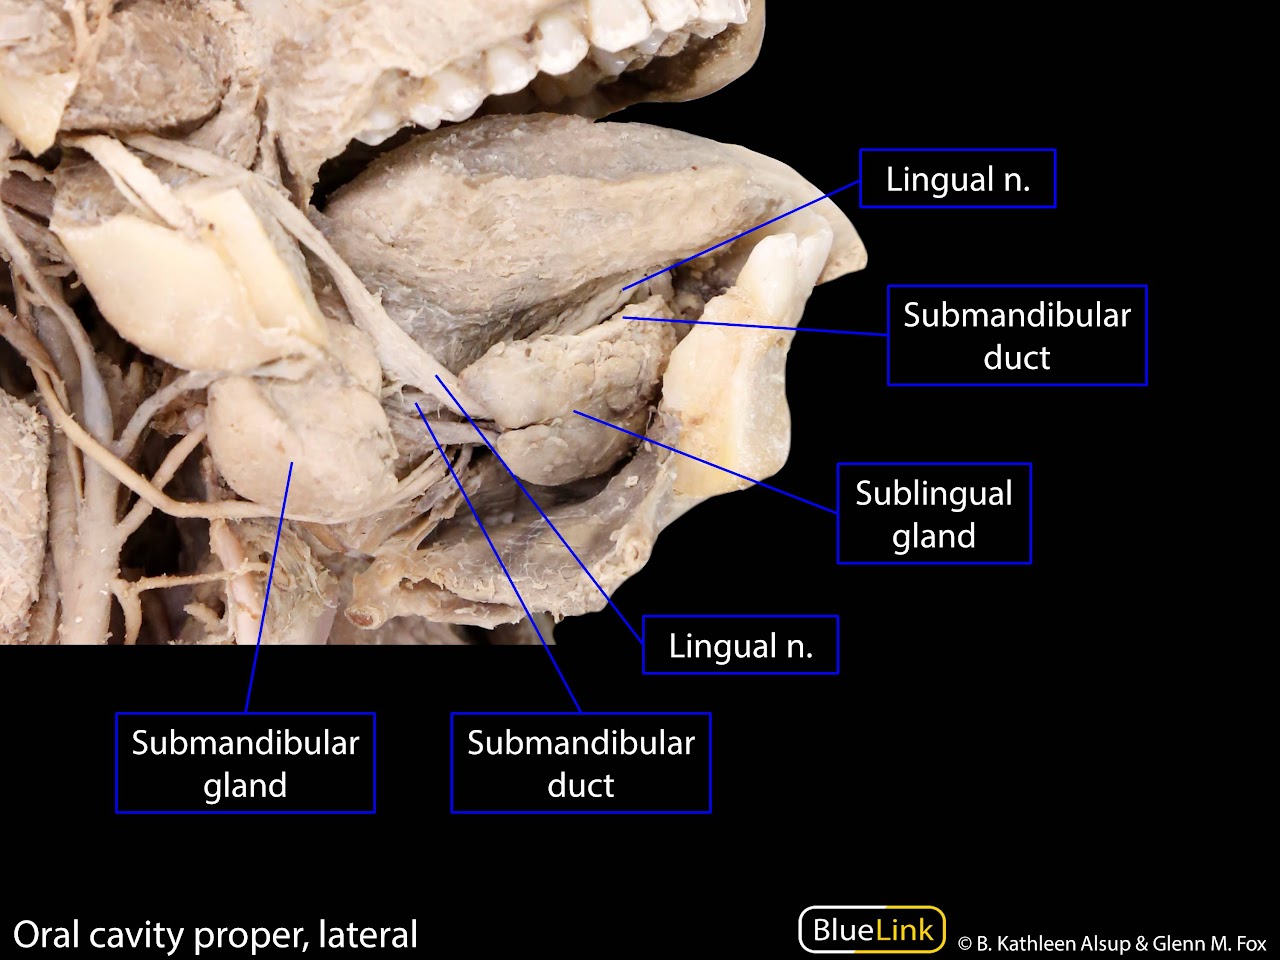 Lingual n.
Submandibular
duct
Sublingual
gland
Lingual n.
Submandibular
gland
Submandibular
duct
Oral cavity proper, lateral
BlueLink
© B. Kathleen Alsup & Glenn M. Fox